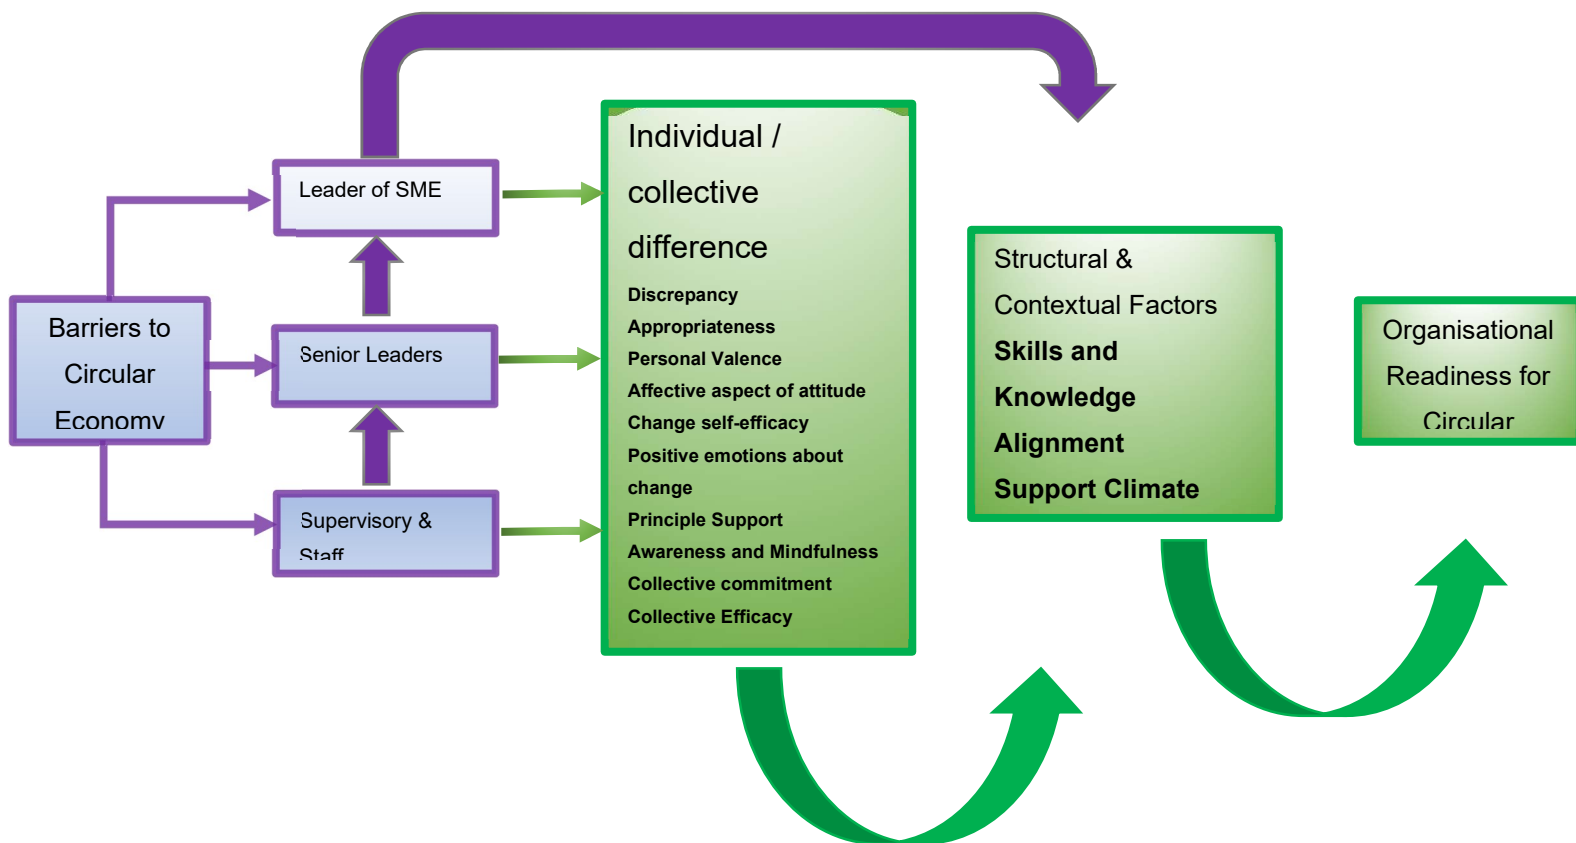 Leader of SME
Barriers to
Circular
Economy
Senior Leaders
Supervisory &
Staff
Individual /
collective
difference
Discrepancy
Appropriateness
Personal Valence
Affective aspect of attitude
Change self-efficacy
Positive emotions about
change
Principle Support
Awareness and Mindfulness
Collective commitment
Collective Efficacy
Structural &
Contextual Factors
Skills and
Knowledge
Alignment
Support Climate
Organisational
Readiness for
Circular